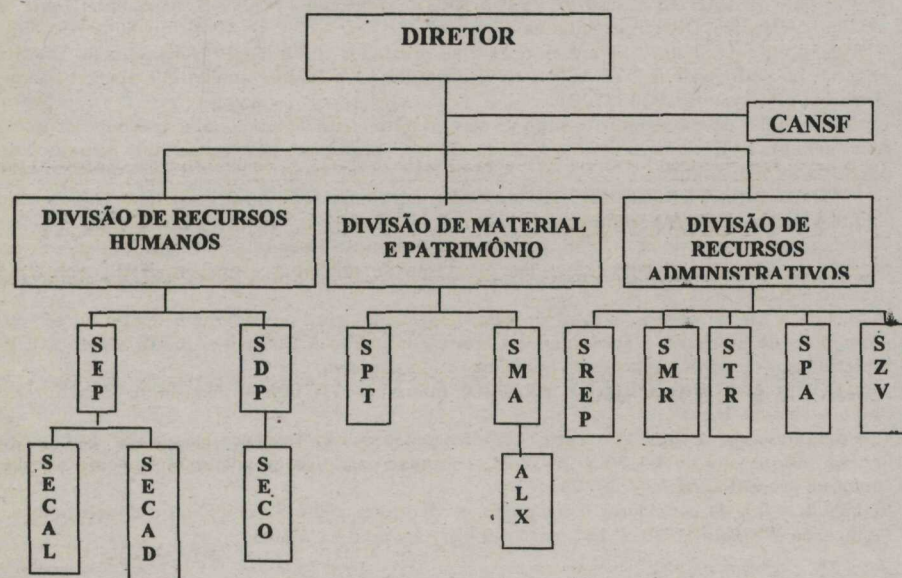 DIRETOR
CANSF
DIVISÃO DE RECURSOS
HUMANOS
DIVISÃO DE MATERIAL
E PATRIMÔNIO
DIVISÃO DE
RECURSOS
ADMINISTRATIVOS
SEP
SDP
SPT
SMA
SREP
SMR
STR
SPA
SZV
SECAL
SECAD
SECO
ALX